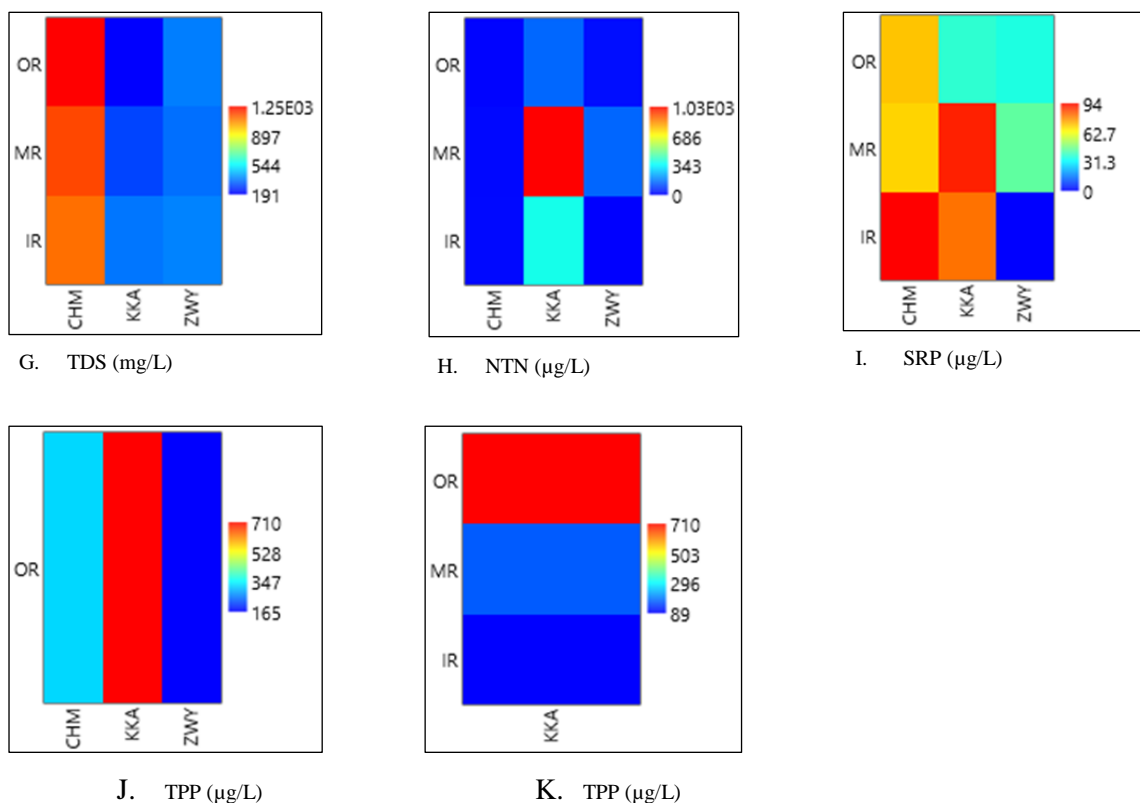 OR
MR
IR
CHM
KKA
ZWY
1.25E03
897
544
191
G. TDS (mg/L)
OR
MR
IR
CHM
KKA
ZWY
1.03E03
686
343
0
H. NTN (µg/L)
OR
MR
IR
CHM
KKA
ZWY
94
62.7
31.3
0
I. SRP (µg/L)
OR
CHM
KKA
ZWY
710
528
347
165
J. TPP (µg/L)
OR
MR
IR
KKA
710
503
296
89
K. TPP (µg/L)